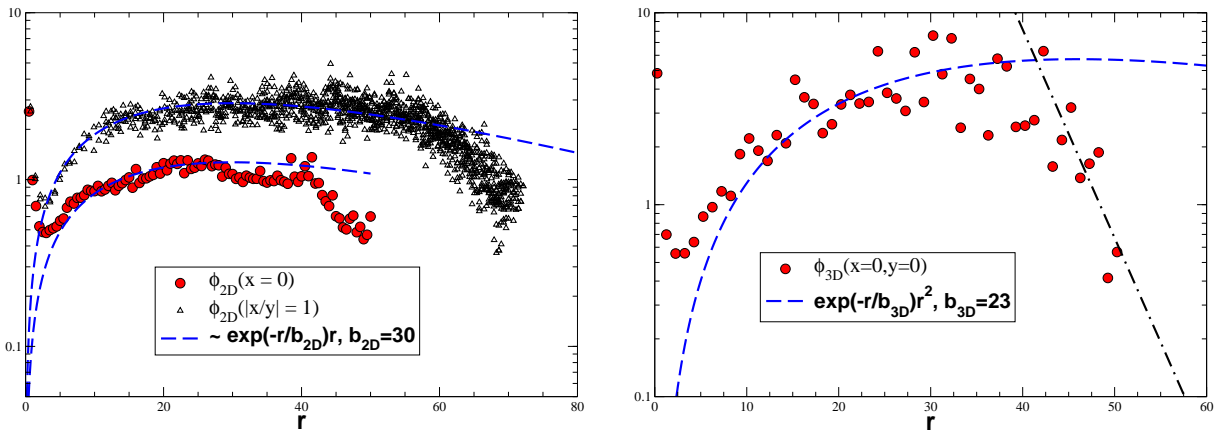 10
1
0.1
0
20
40
60
80
r
ϕ2D(x = 0)
ϕ2D(|x/y| = 1)
~ exp(-r/b2D)r, b2D=30
10
1
0.1
0
10
20
30
40
50
60
r
ϕ3D(x=0,y=0)
exp(-r/b3D)r2, b3D=23